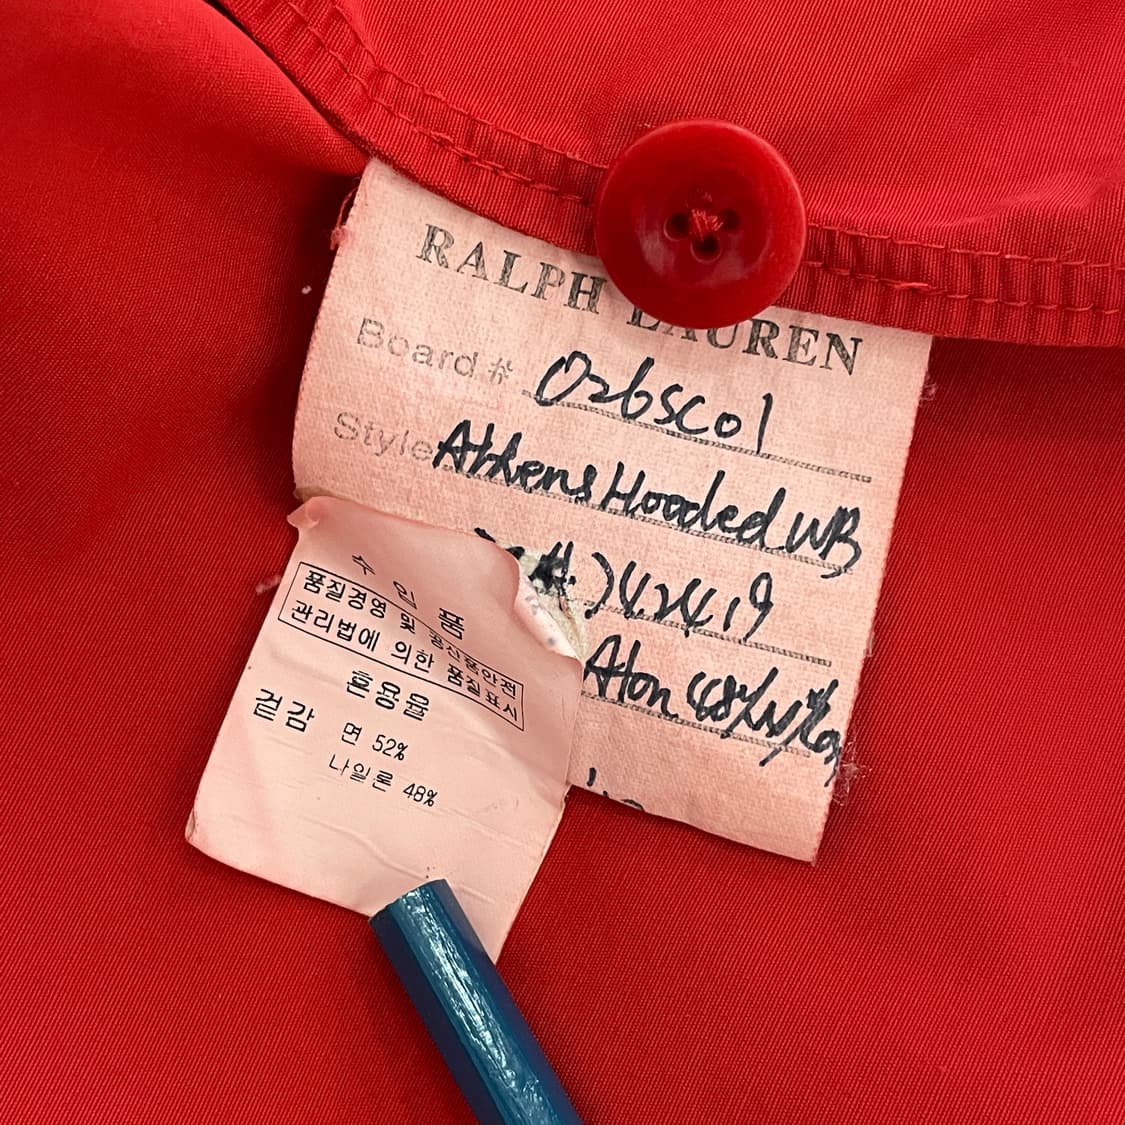 RALPH LAUREN
Board # 026SC01
Style Athens Hooded WB
#242419
48%
수 입 품
품질경영 및 공산품안전
관리법에 의한 품질표시
혼용율
겉감 면 52%
나일론 48%